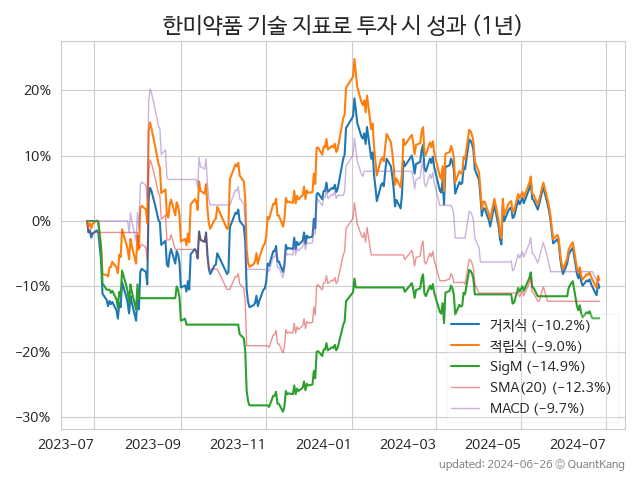 한미약품 기술 지표로 투자 시 성과 (1년)
20%
10%
0%
−10%
−20%
−30%
거치식 (−10.2%)
적립식 (−9.0%)
SigM (−14.9%)
SMA(20) (−12.3%)
MACD (−9.7%)
2023-07 2023-09 2023-11 2024-01 2024-03 2024-05 2024-07
updated: 2024-06-26 ⓒ QuantKang